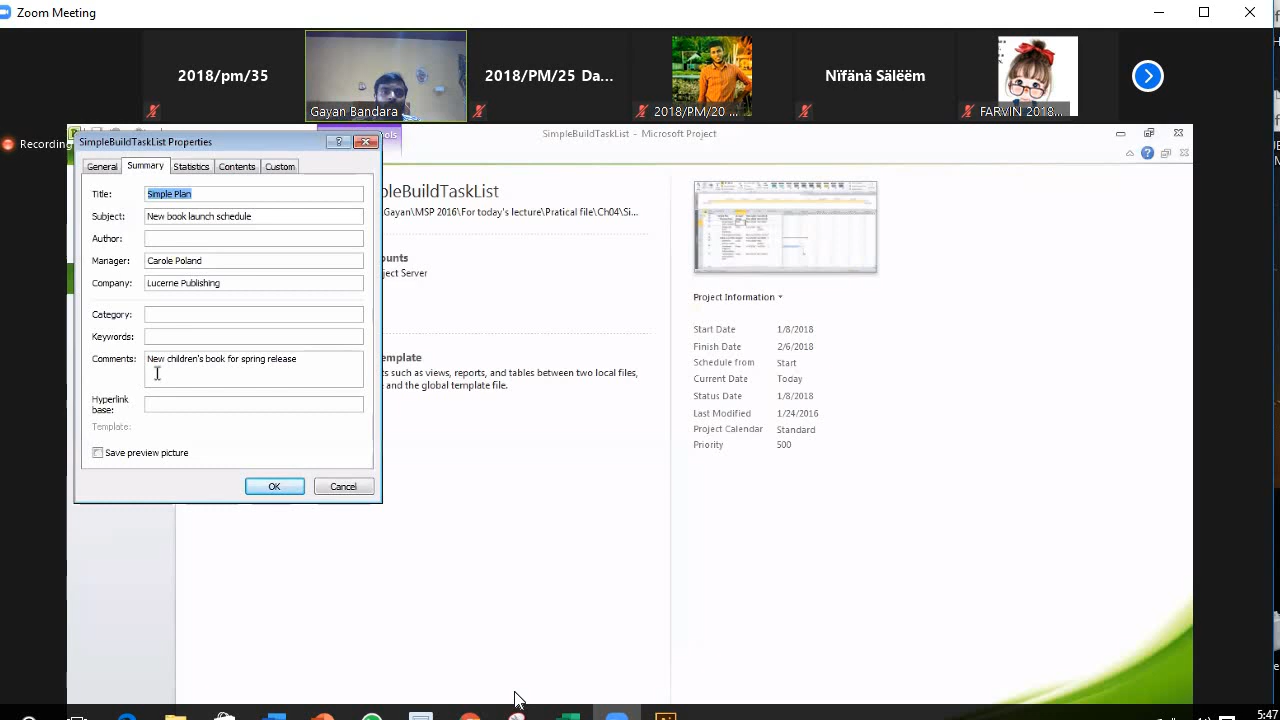 Zoom Meeting
2018/pm/35
Gayan Bandara
2018/PM/25 Da...
2018/PM/20 ...
Nïfänä Sälëëm
FARVIN 2018...
Recording
SimpleBuildTaskList - Microsoft Project
SimpleBuildTaskList Properties
General Summary Statistics Contents Custom
Title: Simple Plan
Subject: New book launch schedule
Author:
Manager: Carole Poland
Company: Lucerne Publishing
Category:
Keywords:
Comments: New children's book for spring release
Hyperlink
base:
Template:
Save preview picture
OK Cancel
pleBuildTaskList
Gayan\MSP 2016\For today's lecture\Pratical file\Ch04\Si...
ounts
ject Server
emplate
ts such as views, reports, and tables between two local files,
e and the global template file.
Project Information
Start Date 1/8/2018
Finish Date 2/6/2018
Schedule from Start
Current Date Today
Status Date 1/8/2018
Last Modified 1/24/2016
Project Calendar Standard
Priority 500
5:47